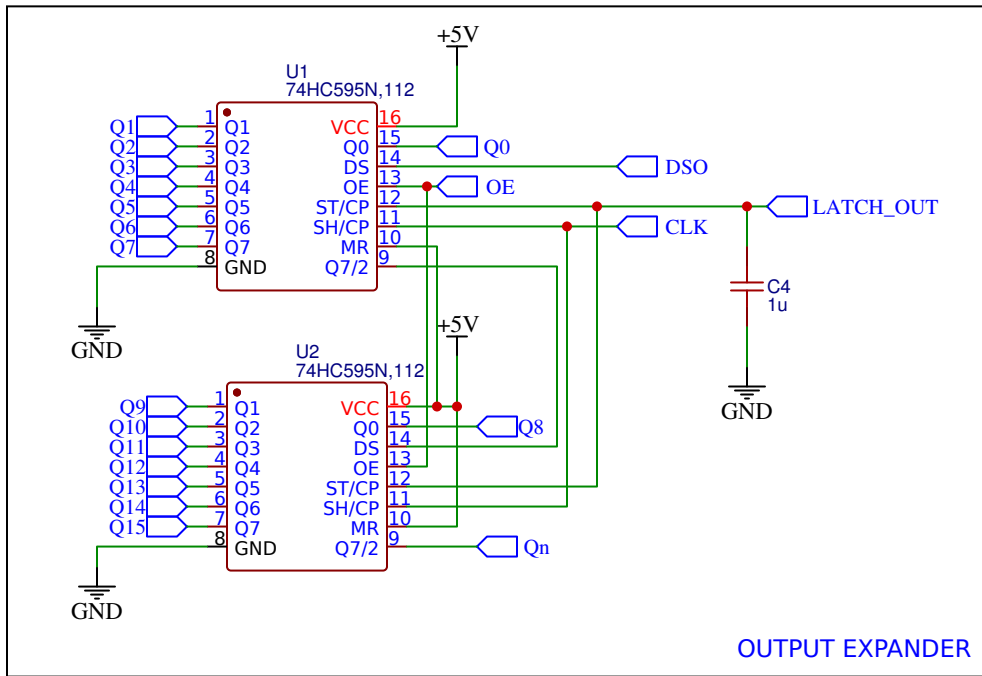 +5V
U1
74HC595N,112
Q1 1 Q1 VCC 16
Q2 2 Q2 Q0 15 Q0
Q3 3 Q3 DS 14 DSO
Q4 4 Q4 OE 13 OE
Q5 5 Q5 ST/CP 12 LATCH_OUT
Q6 6 Q6 SH/CP 11 CLK
Q7 7 Q7 MR 10
8 GND Q7/2 9
C4
1u
GND
+5V
U2
74HC595N,112
GND
Q9 1 Q1 VCC 16
Q10 2 Q2 Q0 15 Q8
Q11 3 Q3 DS 14
Q12 4 Q4 OE 13
Q13 5 Q5 ST/CP 12
Q14 6 Q6 SH/CP 11
Q15 7 Q7 MR 10
8 GND Q7/2 9 Qn
GND
OUTPUT EXPANDER